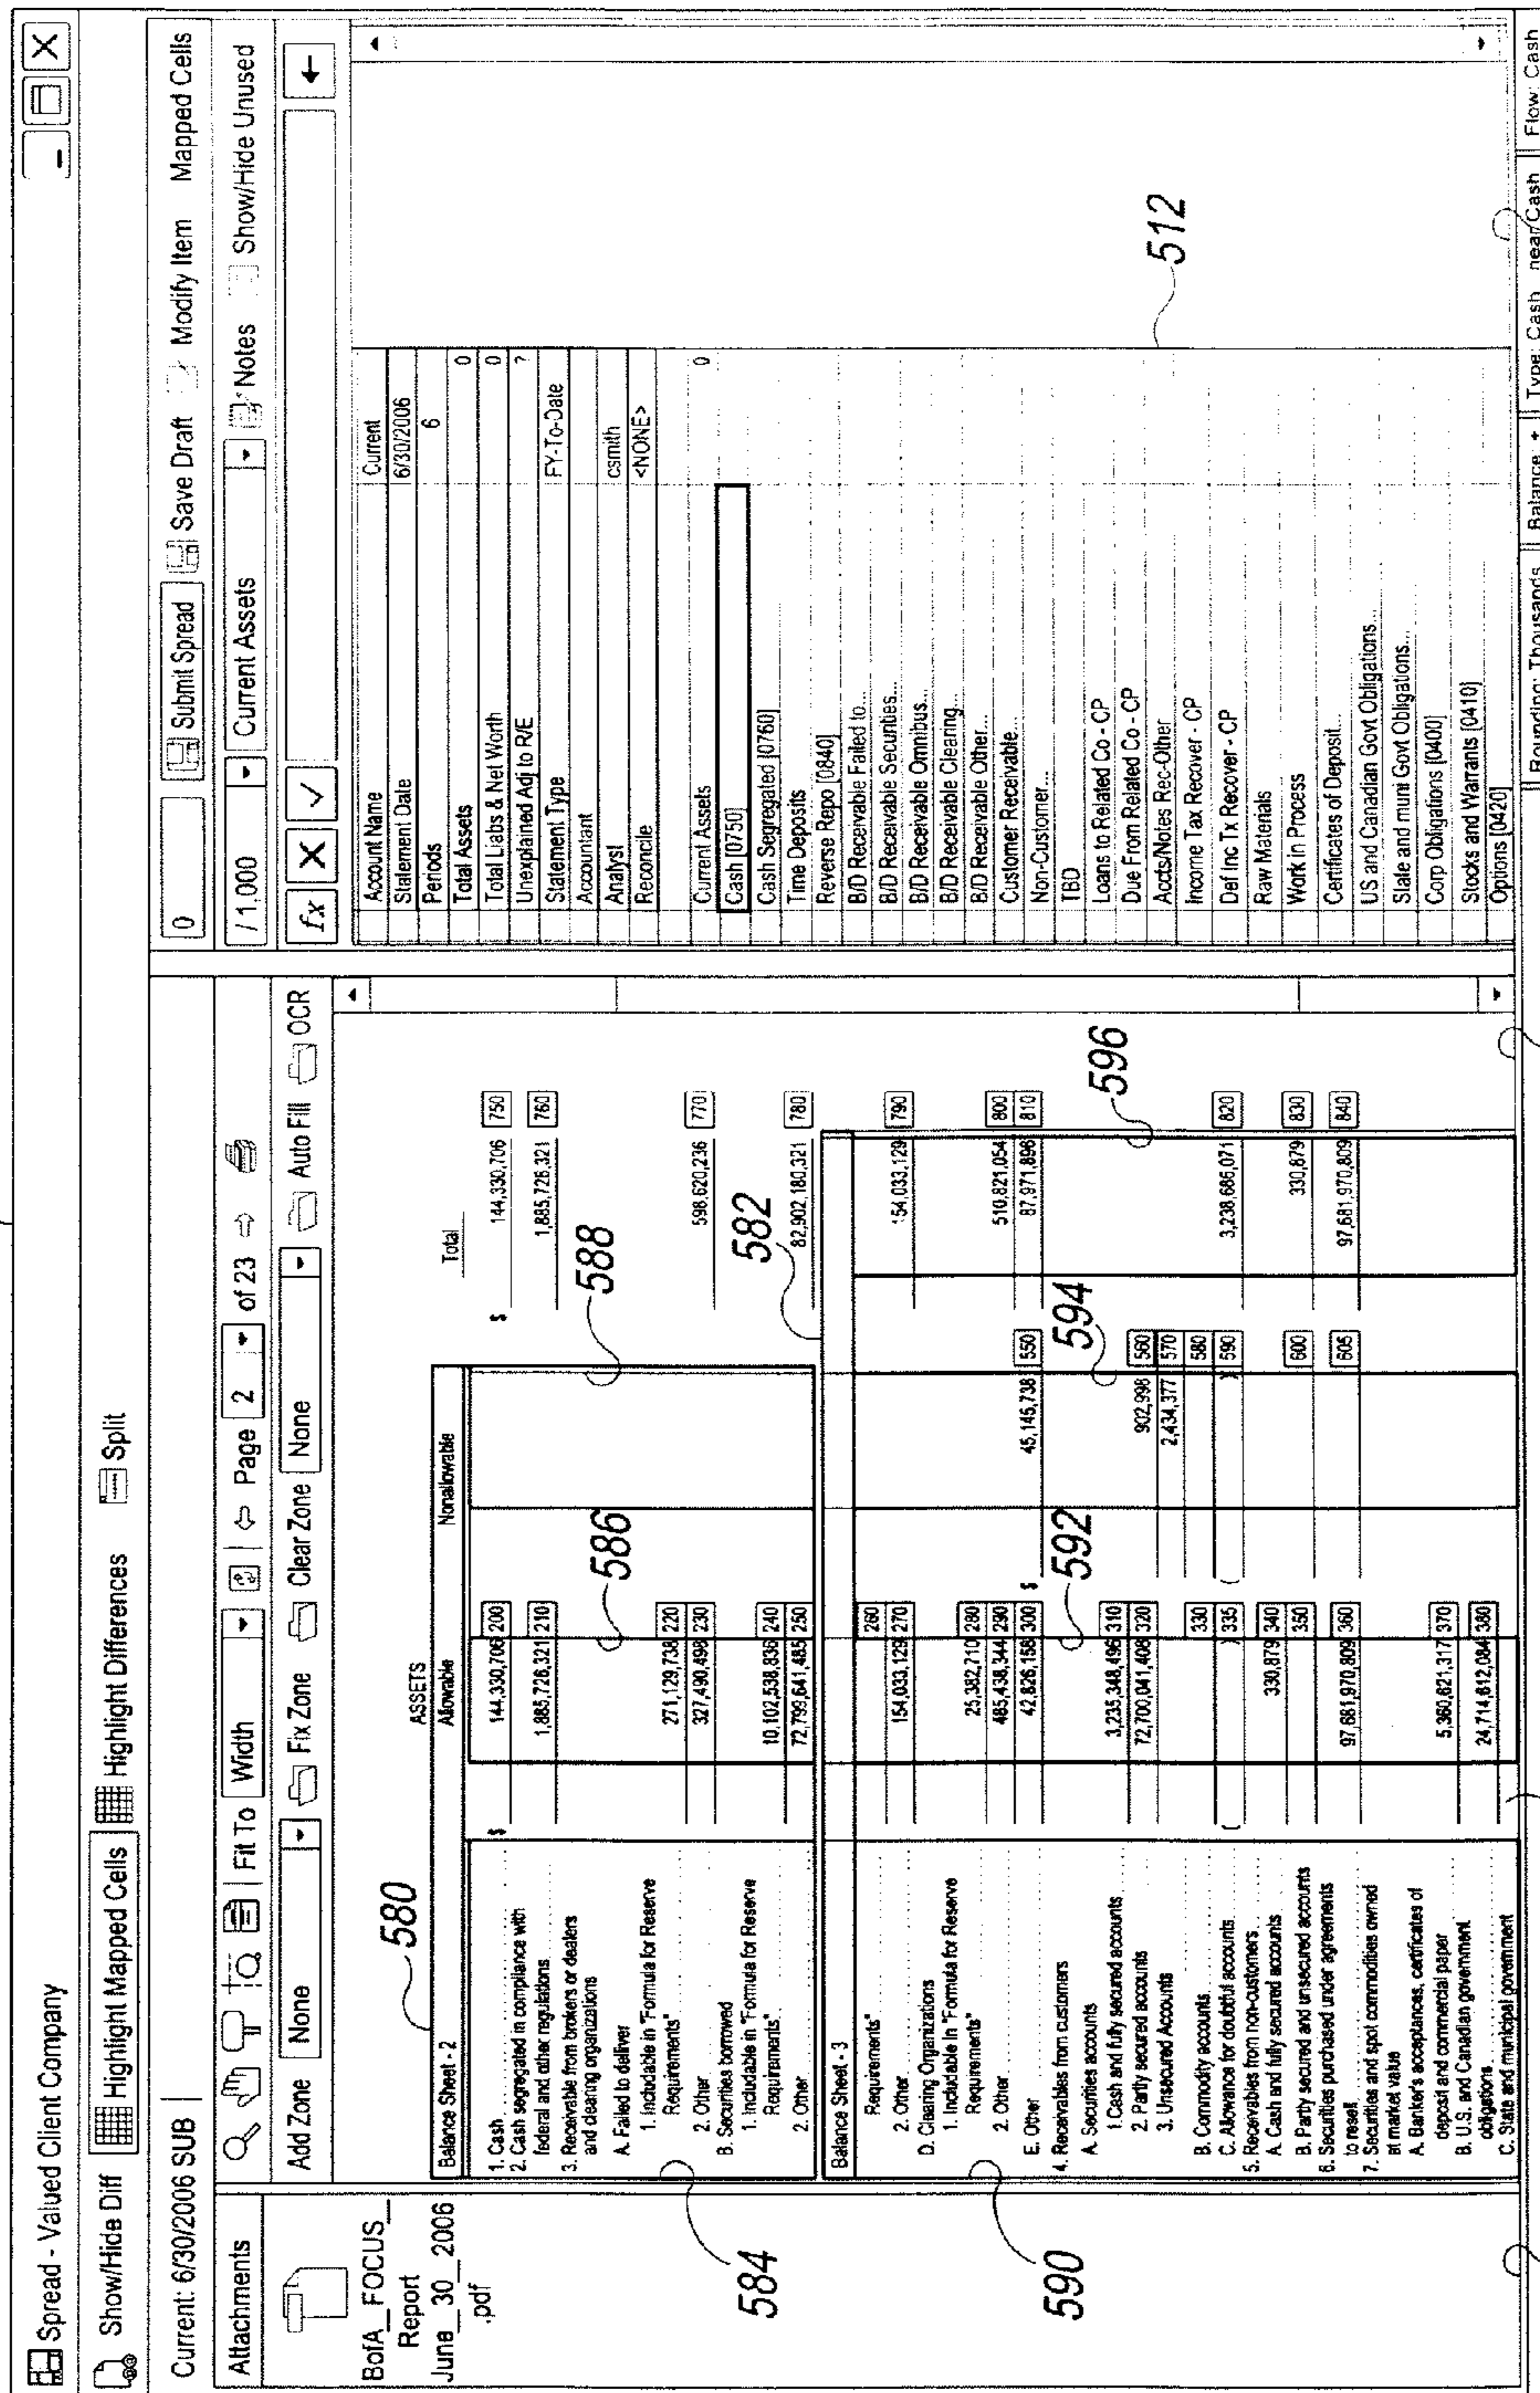 Spread - Valued Client Company
Show/Hide Diff Highlight Mapped Cells Highlight Differences Split
Current: 6/30/2006 SUB
0 Submit Spread Save Draft Modify Item Mapped Cells
Attachments
Fit To Width Page 2 of 23
/ 1.000 Current Assets Notes Show/Hide Unused
Add Zone None Fix Zone Clear Zone None Auto Fill OCR
fx X ✓
BofA_FOCUS_
Report
June_30_2006
.pdf
580
ASSETS
Balance Sheet - 2 Allowable Nonallowable Total
1. Cash $ 144,330,706 200 $ 144,330,706 750
2. Cash segregated in compliance with
federal and other regulations 1,885,726,321 210 1,885,726,321 760
3. Receivable from brokers or dealers
and clearing organizations
A. Failed to deliver
1. Includable in "Formula for Reserve
Requirements" 271,129,738 220
2. Other 327,490,498 230 598,620,236 770
B. Securities borrowed
1. Includable in "Formula for Reserve
Requirements" 10,102,538,836 240
2. Other 72,799,641,485 250 82,902,180,321 780
584
586
588
582
Balance Sheet - 3
Requirements" 260
2. Other 154,033,129 270 154,033,129 790
D. Clearing Organizations
1. Includable in "Formula for Reserve
Requirements" 25,382,710 280
2. Other 485,438,344 290 510,821,054 800
E. Other 42,826,158 300 $ 45,145,738 550 87,971,896 810
4. Receivables from customers
A. Securities accounts
1. Cash and fully secured accounts 3,235,348,496 310
2. Partly secured accounts 72,700,041,408 320 902,998 560
3. Unsecured Accounts 2,434,377 570
B. Commodity accounts 330 580
C. Allowance for doubtful accounts ( ) 335 ( ) 590 3,238,686,071 820
5. Receivables from non-customers
A. Cash and fully secured accounts 330,879 340
B. Partly secured and unsecured accounts 350 600 330,879 830
6. Securities purchased under agreements
to resell 97,681,970,809 360 605 97,681,970,809 840
7. Securities and spot commodities owned
at market value
A. Banker's acceptances, certificates of
deposit and commercial paper 5,360,621,317 370
B. U.S. and Canadian government
obligations 24,714,612,084 380
C. State and municipal government
590
592
594
596
Account Name Current
Statement Date 6/30/2006
Periods 6
Total Assets 0
Total Liabs & Net Worth 0
Unexplained Adj to R/E ?
Statement Type FY-To-Date
Accountant
Analyst csmith
Reconcile <NONE>
Current Assets 0
Cash [0750]
Cash Segregated [0760]
Time Deposits
Reverse Repo [0840]
B/D Receivable Failed to...
B/D Receivable Securities...
B/D Receivable Omnibus...
B/D Receivable Clearing...
B/D Receivable Other...
Customer Receivable...
Non-Customer...
TBD
Loans to Related Co - CP
Due From Related Co - CP
Accts/Notes Rec-Other
Income Tax Recover - CP
Def Inc Tx Recover - CP
Raw Materials
Work in Process
Certificates of Deposit...
US and Canadian Govt Obligations...
State and muni Govt Obligations...
Corp Obligations [0400]
Stocks and Warrants [0410]
Options [0420]
512
Rounding: Thousands Balance + Type: Cash_nearCash Flow: Cash